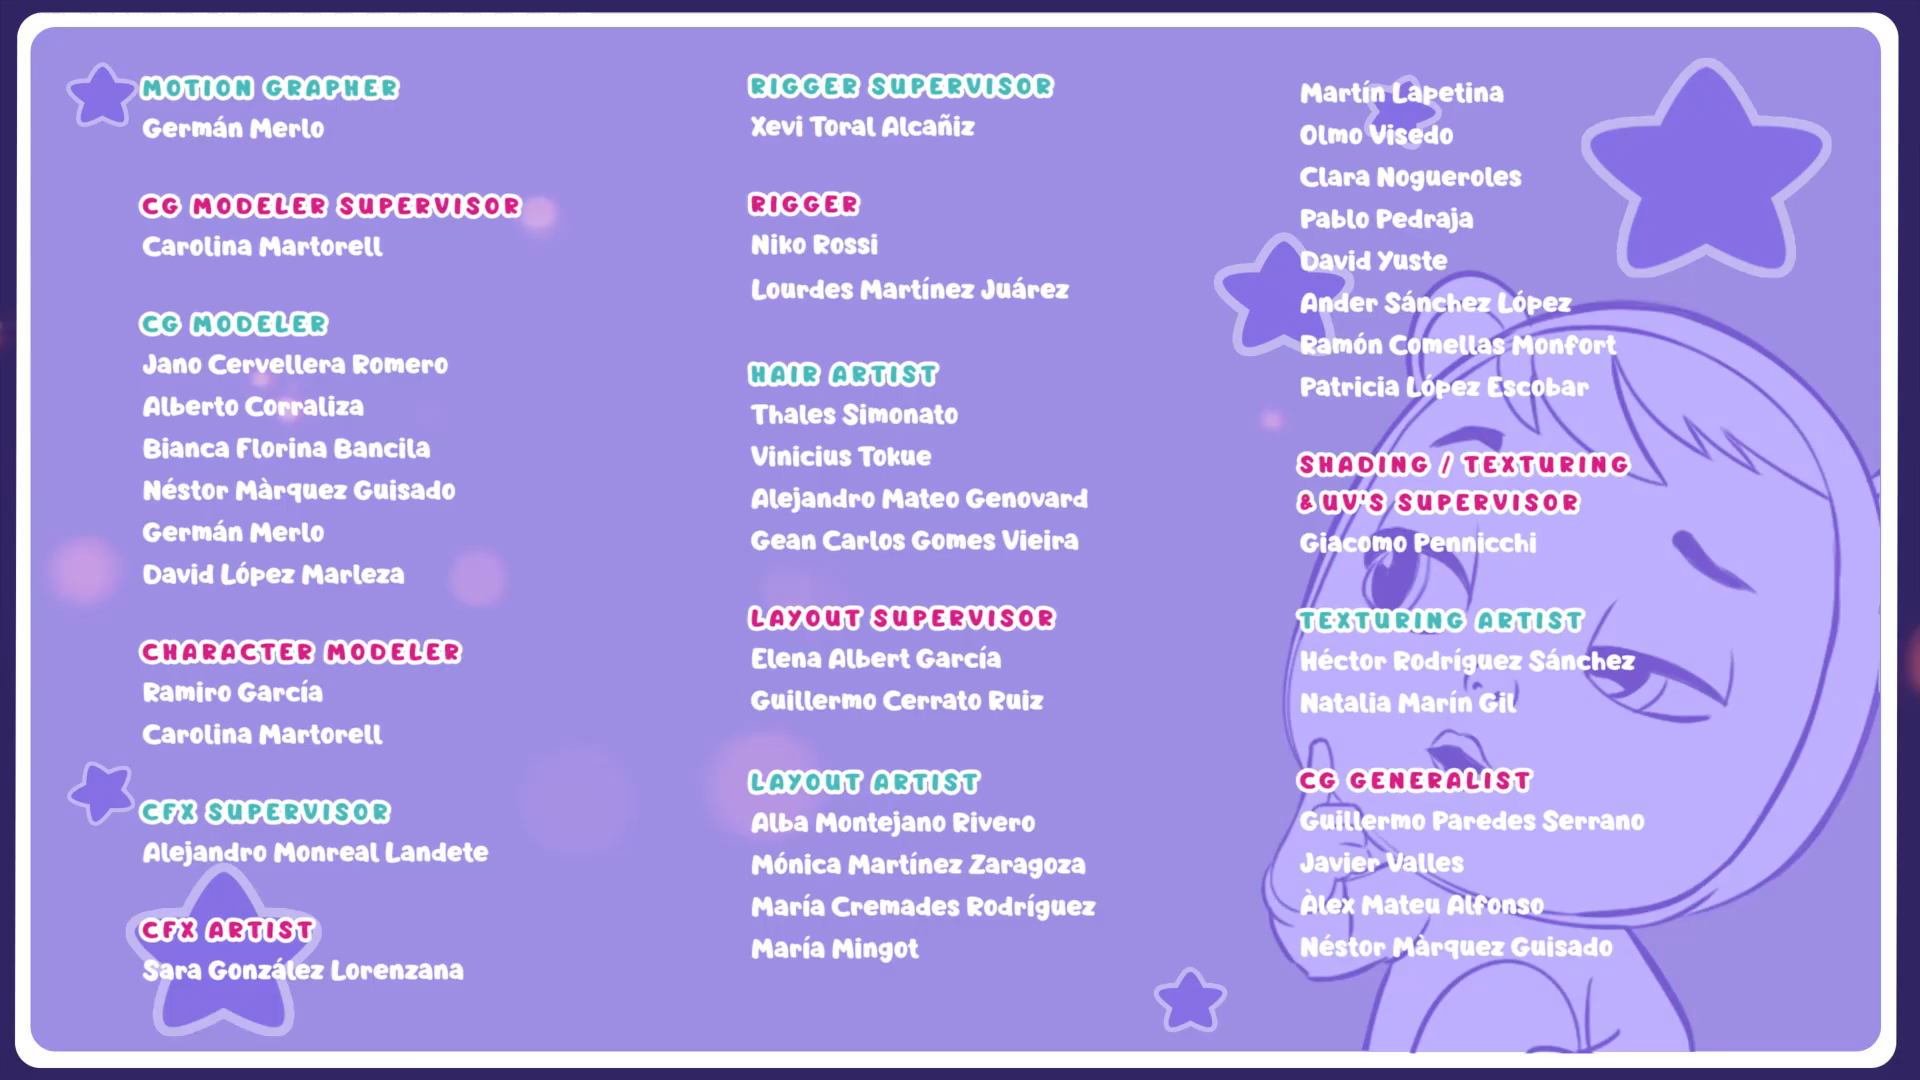 MOTION GRAPHER
Germán Merlo
CG MODELER SUPERVISOR
Carolina Martorell
CG MODELER
Jano Cervellera Romero
Alberto Corraliza
Bianca Florina Bancila
Néstor Màrquez Guisado
Germán Merlo
David López Marleza
CHARACTER MODELER
Ramiro García
Carolina Martorell
CFX SUPERVISOR
Alejandro Monreal Landete
CFX ARTIST
Sara González Lorenzana
RIGGER SUPERVISOR
Xevi Toral Alcañiz
RIGGER
Niko Rossi
Lourdes Martínez Juárez
HAIR ARTIST
Thales Simonato
Vinicius Tokue
Alejandro Mateo Genovard
Gean Carlos Gomes Vieira
LAYOUT SUPERVISOR
Elena Albert García
Guillermo Cerrato Ruiz
LAYOUT ARTIST
Alba Montejano Rivero
Mónica Martínez Zaragoza
María Cremades Rodríguez
María Mingot
Martín Lapetina
Olmo Visedo
Clara Nogueroles
Pablo Pedraja
David Yuste
Ander Sánchez López
Ramón Comellas Monfort
Patricia López Escobar
SHADING / TEXTURING
& UV'S SUPERVISOR
Giacomo Pennicchi
TEXTURING ARTIST
Héctor Rodríguez Sánchez
Natalia Marín Gil
CG GENERALIST
Guillermo Paredes Serrano
Javier Valles
Àlex Mateu Alfonso
Néstor Màrquez Guisado